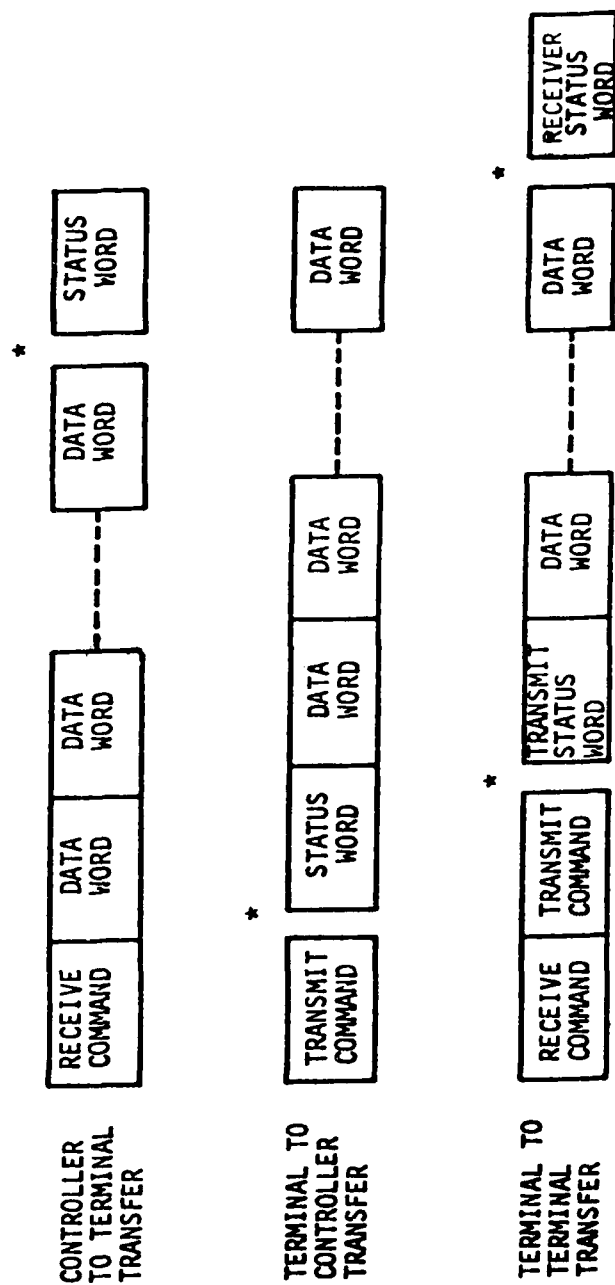 CONTROLLER
TO TERMINAL
TRANSFER
RECEIVE
COMMAND
DATA
WORD
DATA
WORD
DATA
WORD
*
STATUS
WORD
TERMINAL TO
CONTROLLER
TRANSFER
TRANSMIT
COMMAND
*
STATUS
WORD
DATA
WORD
DATA
WORD
DATA
WORD
TERMINAL TO
TERMINAL
TRANSFER
RECEIVE
COMMAND
TRANSMIT
COMMAND
*
TRANSMIT
STATUS
WORD
DATA
WORD
DATA
WORD
*
RECEIVER
STATUS
WORD